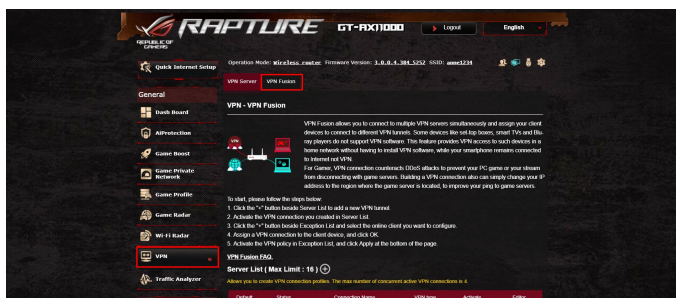 RAPTURE
GT-AX11000
Logout
English
REPUBLIC OF
GAMERS
Quick Internet Setup
Operation Mode: Wireless router Firmware Version: 3.0.0.4.384_5252 SSID: anne1234
VPN Server VPN Fusion
General
Dash Board
AiProtection
Game Boost
Game Private
Network
Game Profile
Game Radar
Wi-Fi Radar
VPN
Traffic Analyzer
VPN - VPN Fusion
VPN
VPN Fusion allows you to connect to multiple VPN servers simultaneously and assign your client
devices to connect to different VPN tunnels. Some devices like set-top boxes, smart TVs and Blu-
ray players do not support VPN software. This feature provides VPN access to such devices in a
home network without having to install VPN software, while your smartphone remains connected
to Internet not VPN.
For Gamer, VPN connection counteracts DDoS attacks to prevent your PC game or your stream
from disconnecting with game servers. Building a VPN connection also can simply change your IP
address to the region where the game server is located, to improve your ping to game servers.
To start, please follow the steps below:
1. Click the "+" button beside Server List to add a new VPN tunnel.
2. Activate the VPN connection you created in Server List.
3. Click the "+" button beside Exception List and select the online client you want to configure.
4. Assign a VPN connection to the client device, and click OK.
5. Activate the VPN policy in Exception List, and click Apply at the bottom of the page.
VPN Fusion FAQ.
Server List ( Max Limit : 16 )
Allows you to create VPN connection profiles. The max number of concurrent active VPN connections is 4.
Default Status Connection Name VPN type Activate Editor